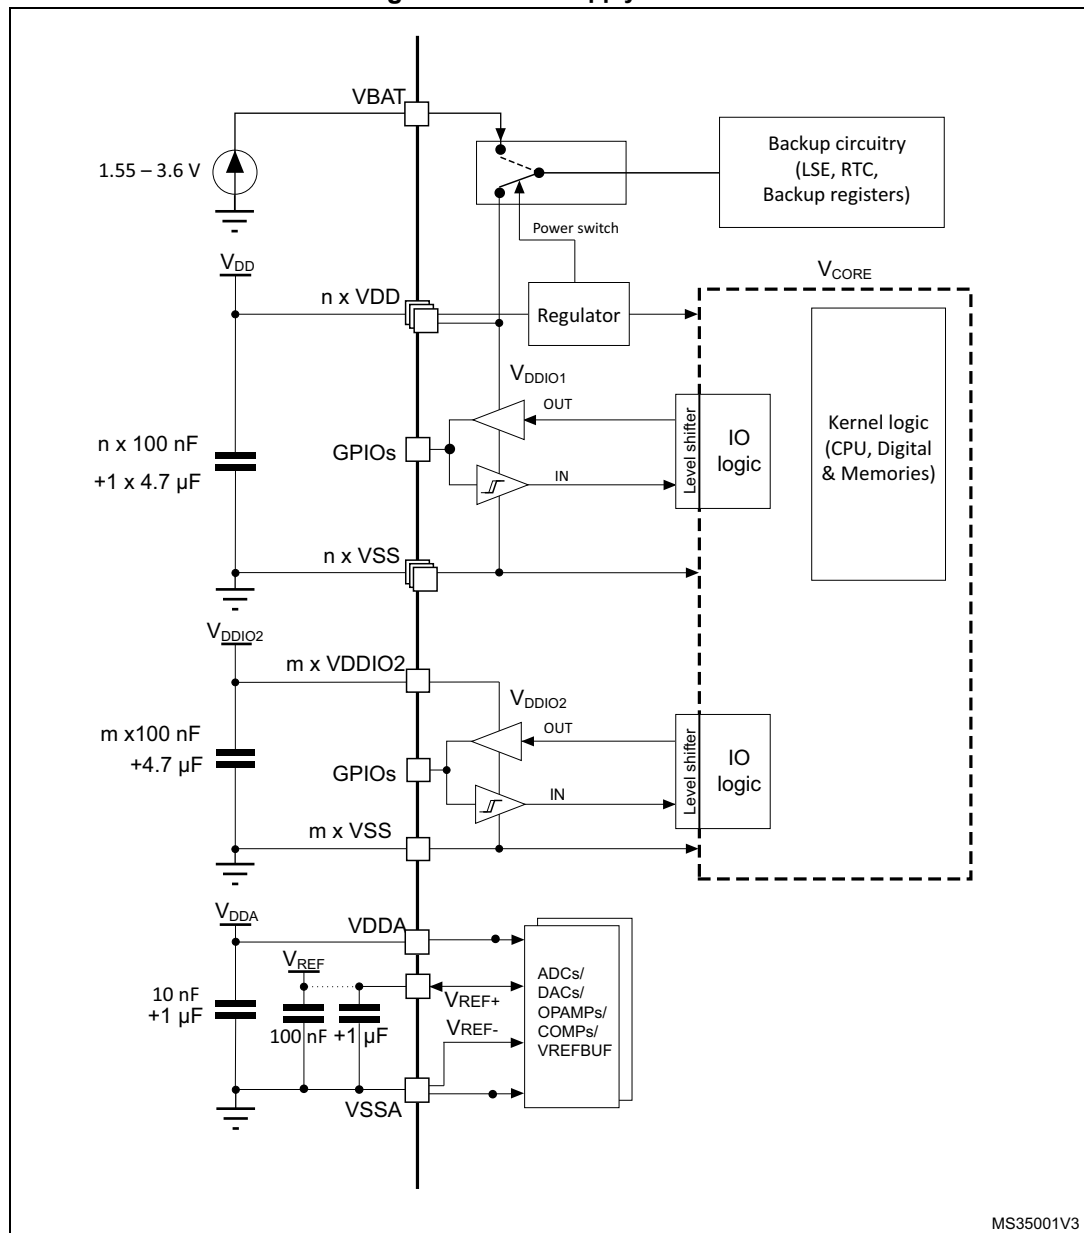 VBAT
1.55 – 3.6 V
Backup circuitry
(LSE, RTC,
Backup registers)
Power switch
VDD
n x VDD
Regulator
VCORE
VDDIO1
OUT
n x 100 nF
+1 x 4.7 µF
GPIOs
IN
Level shifter
IO
logic
Kernel logic
(CPU, Digital
& Memories)
n x VSS
VDDIO2
m x VDDIO2
VDDIO2
OUT
m x100 nF
+4.7 µF
GPIOs
IN
Level shifter
IO
logic
m x VSS
VDDA
VDDA
VREF
10 nF
+1 µF
100 nF
+1 µF
VREF+
VREF-
ADCs/
DACs/
OPAMPs/
COMPs/
VREFBUF
VSSA
MS35001V3